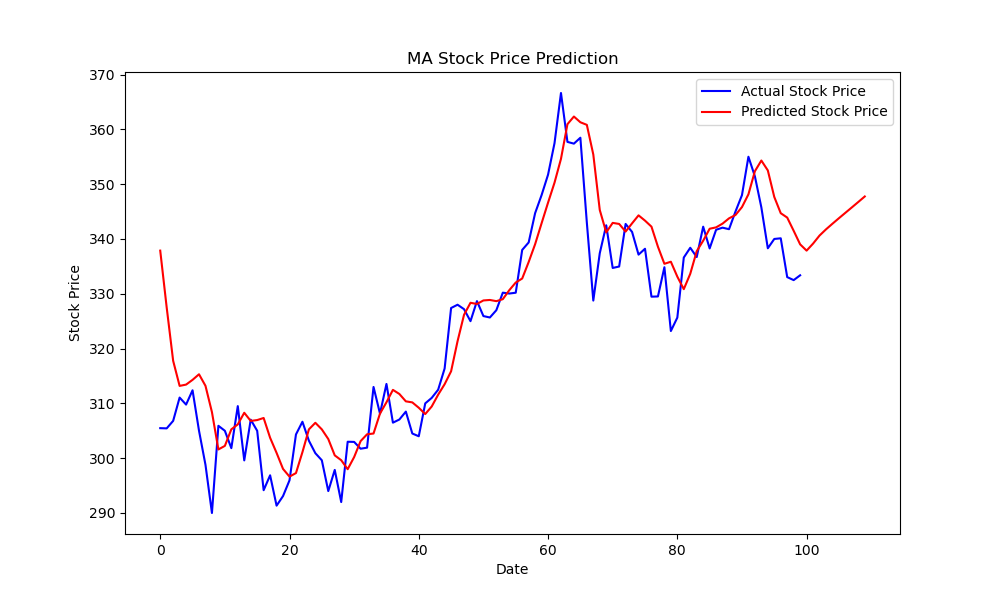 MA Stock Price Prediction
Actual Stock Price
Predicted Stock Price
Stock Price
370
360
350
340
330
320
310
300
290
0 20 40 60 80 100
Date